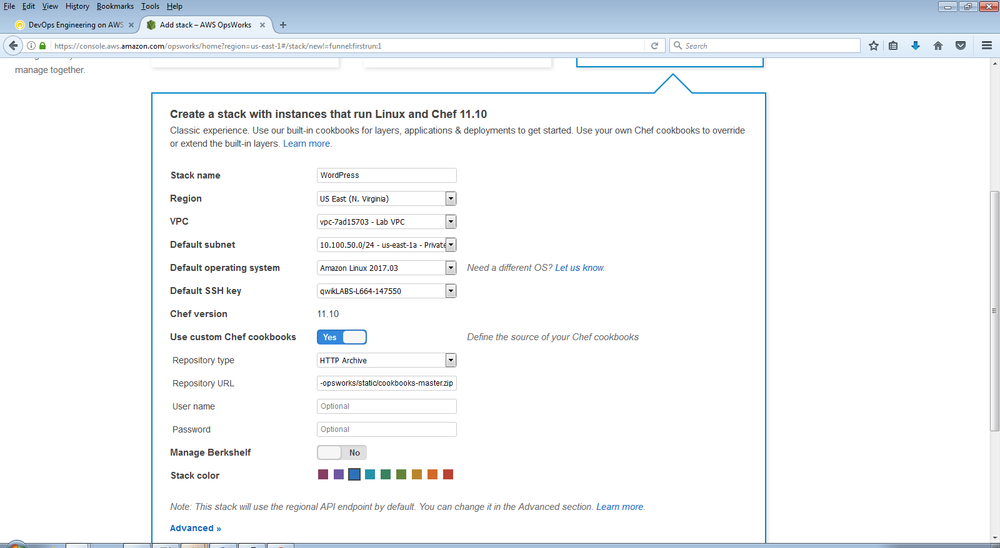 File Edit View History Bookmarks Tools Help
DevOps Engineering on AWS
Add stack – AWS OpsWorks
https://console.aws.amazon.com/opsworks/home?region=us-east-1#/stack/new!=funnel:firstrun:1
Search
manage together.
Create a stack with instances that run Linux and Chef 11.10
Classic experience. Use our built-in cookbooks for layers, applications & deployments to get started. Use your own Chef cookbooks to override
or extend the built-in layers. Learn more.
Stack name WordPress
Region US East (N. Virginia)
VPC vpc-7ad15703 - Lab VPC
Default subnet 10.100.50.0/24 - us-east-1a - Private
Default operating system Amazon Linux 2017.03 Need a different OS? Let us know.
Default SSH key qwikLABS-L664-147550
Chef version 11.10
Use custom Chef cookbooks Yes Define the source of your Chef cookbooks
Repository type HTTP Archive
Repository URL -opsworks/static/cookbooks-master.zip
User name Optional
Password Optional
Manage Berkshelf No
Stack color
Note: This stack will use the regional API endpoint by default. You can change it in the Advanced section. Learn more.
Advanced »